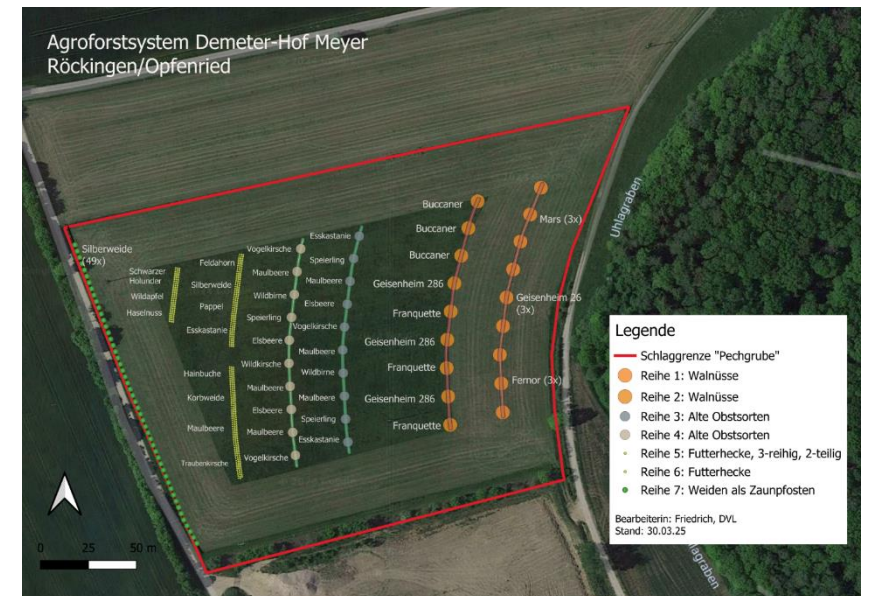 Agroforstsystem Demeter-Hof Meyer
Röckingen/Opfenried
Silberweide
(49x)
Schwarzer
Holunder
Wildapfel
Haselnuss
Feldahorn
Silberweide
Pappel
Esskastanie
Hainbuche
Korbweide
Maulbeere
Traubenkirsche
Vogelkirsche
Maulbeere
Wildbirne
Speierling
Elsbeere
Wildkirsche
Maulbeere
Elsbeere
Maulbeere
Vogelkirsche
Esskastanie
Speierling
Maulbeere
Elsbeere
Vogelkirsche
Maulbeere
Wildbirne
Maulbeere
Speierling
Esskastanie
Buccaner
Buccaner
Buccaner
Geisenheim 286
Franquette
Geisenheim 286
Franquette
Geisenheim 286
Franquette
Mars (3x)
Geisenheim 26
(3x)
Fernor (3x)
Uhlagraben
Uhlagraben
Legende
Schlaggrenze "Pechgrube"
Reihe 1: Walnüsse
Reihe 2: Walnüsse
Reihe 3: Alte Obstsorten
Reihe 4: Alte Obstsorten
Reihe 5: Futterhecke, 3-reihig, 2-teilig
Reihe 6: Futterhecke
Reihe 7: Weiden als Zaunpfosten
Bearbeiterin: Friedrich, DVL
Stand: 30.03.25
0 25 50 m